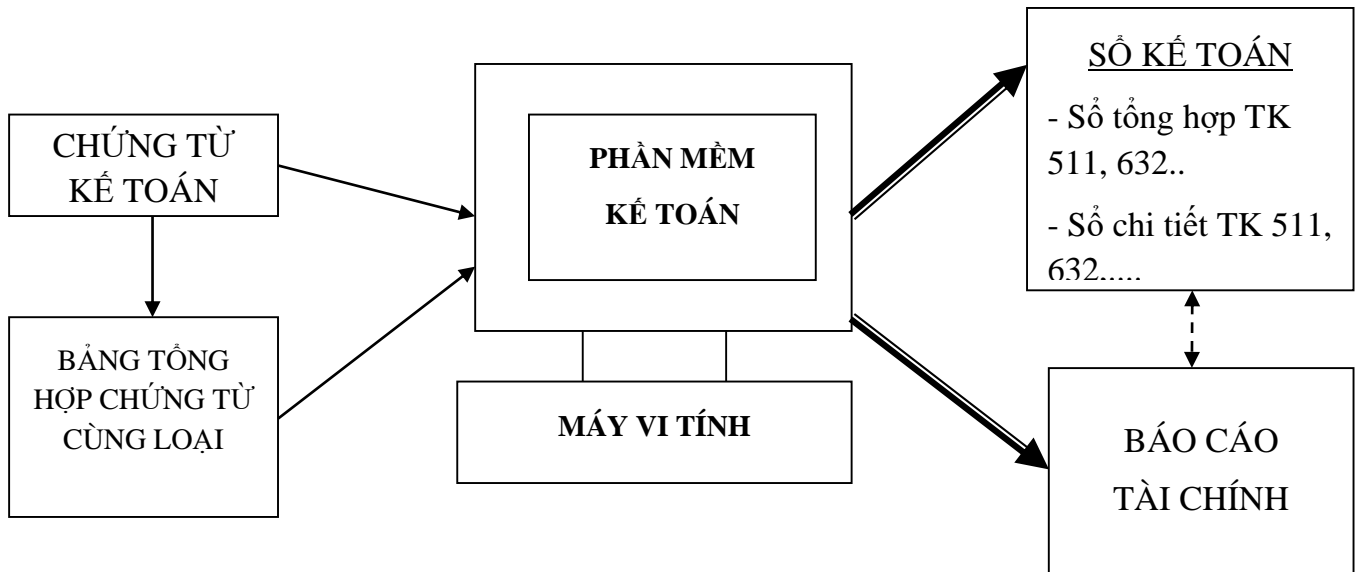 CHỨNG TỪ
KẾ TOÁN
BẢNG TỔNG
HỢP CHỨNG TỪ
CÙNG LOẠI
PHẦN MỀM
KẾ TOÁN
MÁY VI TÍNH
SỔ KẾ TOÁN
- Sổ tổng hợp TK
511, 632..
- Sổ chi tiết TK 511,
632.....
BÁO CÁO
TÀI CHÍNH